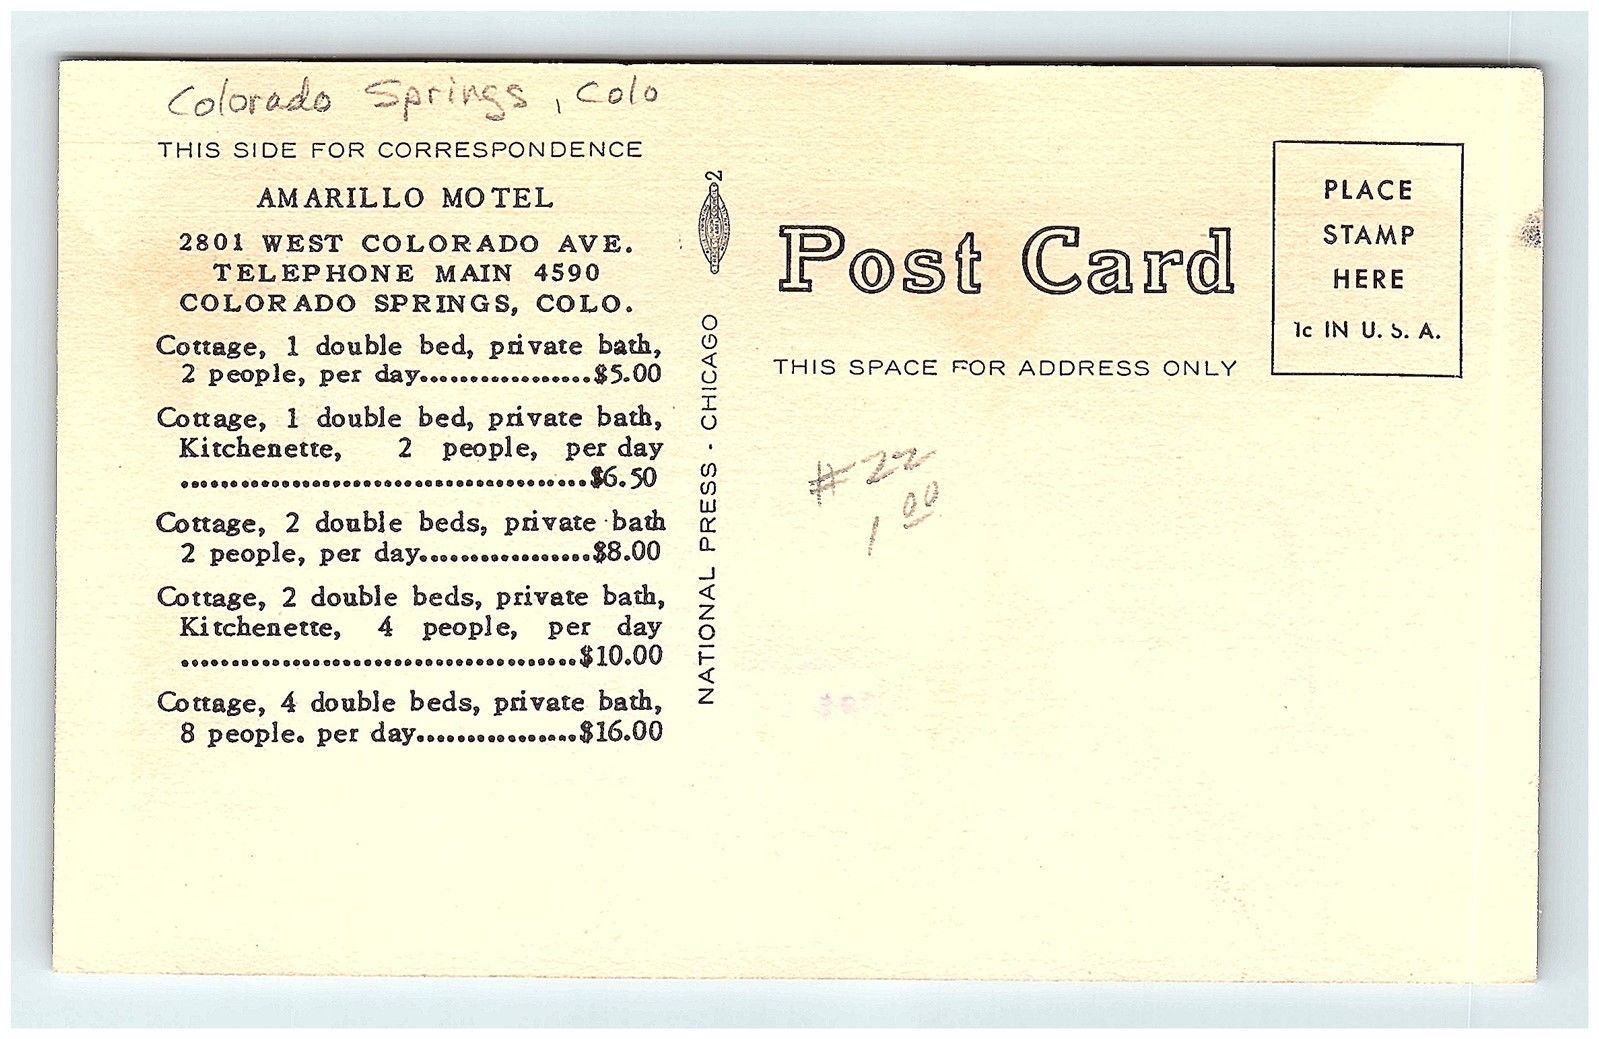 Colorado Springs, Colo
THIS SIDE FOR CORRESPONDENCE
AMARILLO MOTEL
2801 WEST COLORADO AVE.
TELEPHONE MAIN 4590
COLORADO SPRINGS, COLO.
Cottage, 1 double bed, private bath,
2 people, per day..................$5.00
Cottage, 1 double bed, private bath,
Kitchenette, 2 people, per day
........................................$6.50
Cottage, 2 double beds, private bath
2 people, per day..................$8.00
Cottage, 2 double beds, private bath,
Kitchenette, 4 people, per day
.......................................$10.00
Cottage, 4 double beds, private bath,
8 people. per day.................$16.00
2
NATIONAL PRESS - CHICAGO
Post Card
THIS SPACE FOR ADDRESS ONLY
PLACE
STAMP
HERE
1c IN U. S. A.
# 22
1 00